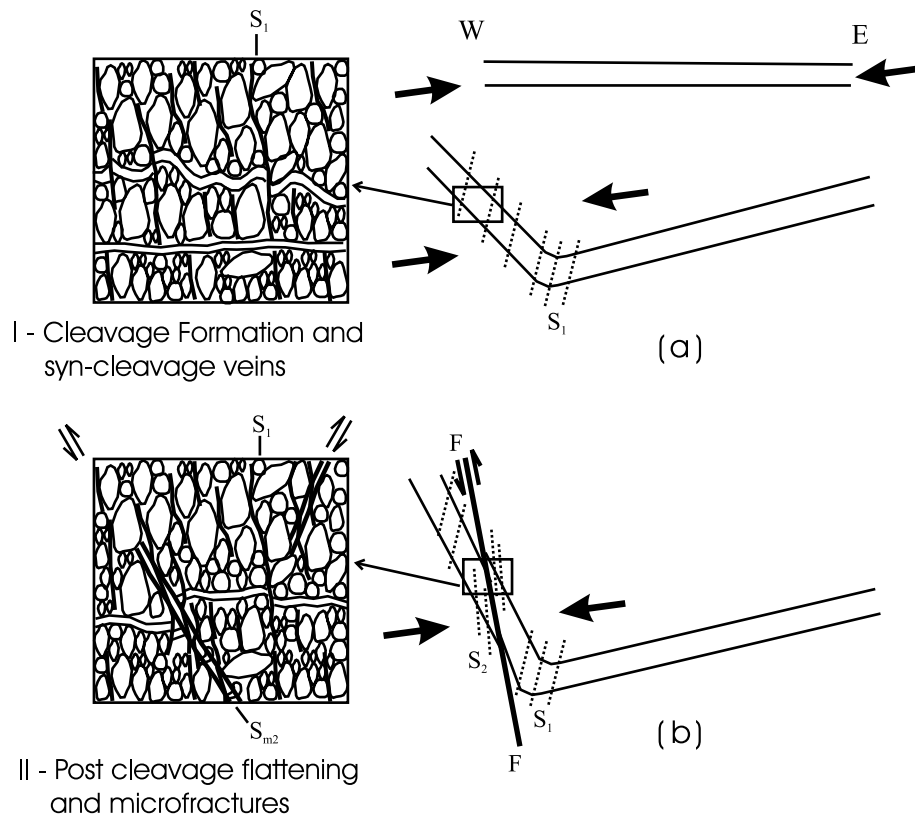 S₁
W
E
S₁
I - Cleavage Formation and
syn-cleavage veins
(a)
S₁
F
S₂
S₁
Sₘ₂
F
(b)
II - Post cleavage flattening
and microfractures